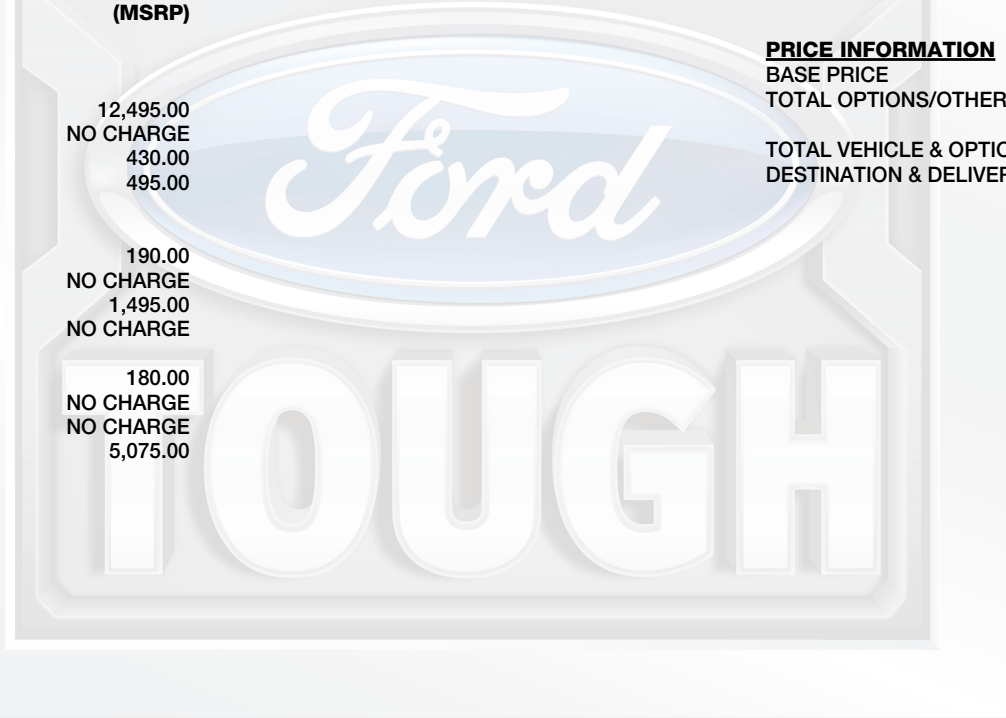 (MSRP)
12,495.00
NO CHARGE
430.00
495.00
190.00
NO CHARGE
1,495.00
NO CHARGE
180.00
NO CHARGE
NO CHARGE
5,075.00
PRICE INFORMATION
BASE PRICE
TOTAL OPTIONS/OTHER
TOTAL VEHICLE & OPTIO
DESTINATION & DELIVER
Ford
TOUGH